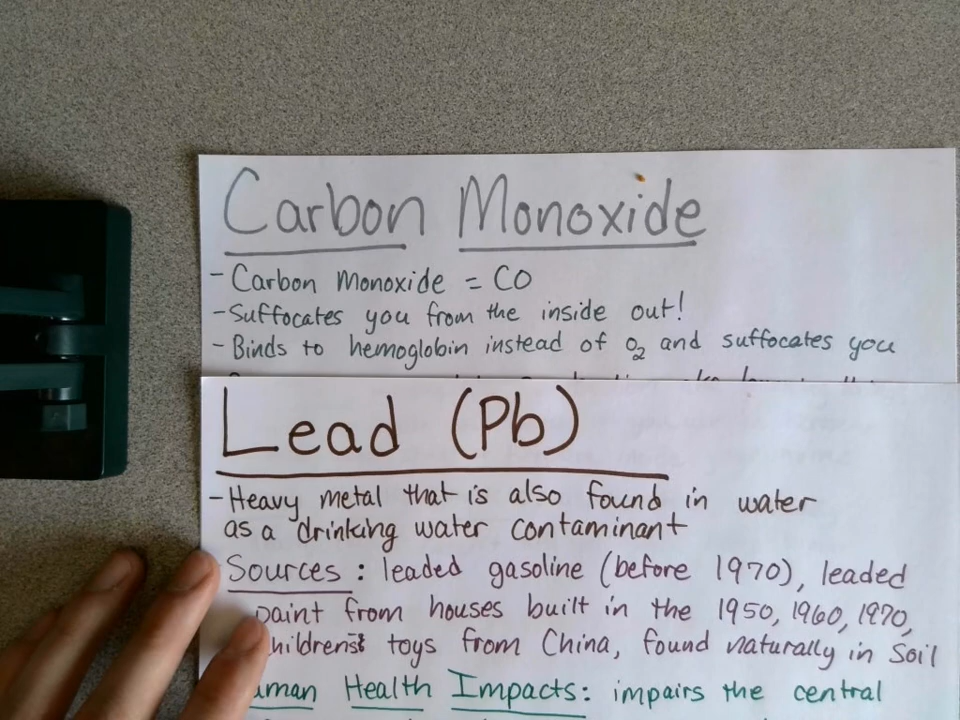 Carbon Monoxide
- Carbon Monoxide = CO
- Suffocates you from the inside out!
- Binds to hemoglobin instead of O₂ and suffocates you
Lead (Pb)
- Heavy metal that is also found in water
as a drinking water contaminant
Sources : leaded gasoline (before 1970), leaded
paint from houses built in the 1950, 1960, 1970,
toys from China, found naturally in Soil
Health Impacts: impairs the central